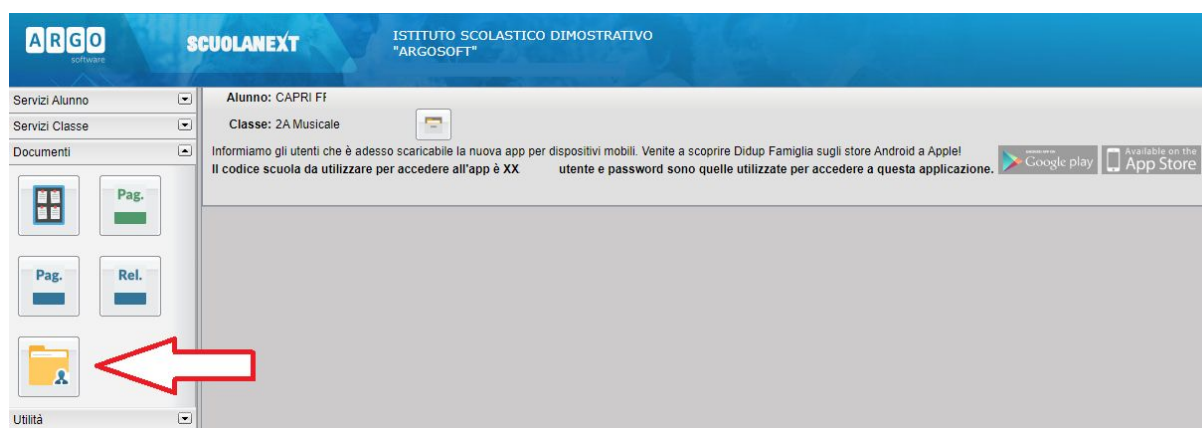 ARGO
software
SCUOLANEXT
ISTITUTO SCOLASTICO DIMOSTRATIVO
"ARGOSOFT"
Servizi Alunno
Servizi Classe
Documenti
Pag.
Pag.
Rel.
Utilità
Alunno: CAPRI FF
Classe: 2A Musicale
Informiamo gli utenti che è adesso scaricabile la nuova app per dispositivi mobili. Venite a scoprire Didup Famiglia sugli store Android a Apple!
Il codice scuola da utilizzare per accedere all'app è XX utente e password sono quelle utilizzate per accedere a questa applicazione.
Google play
Available on the
App Store